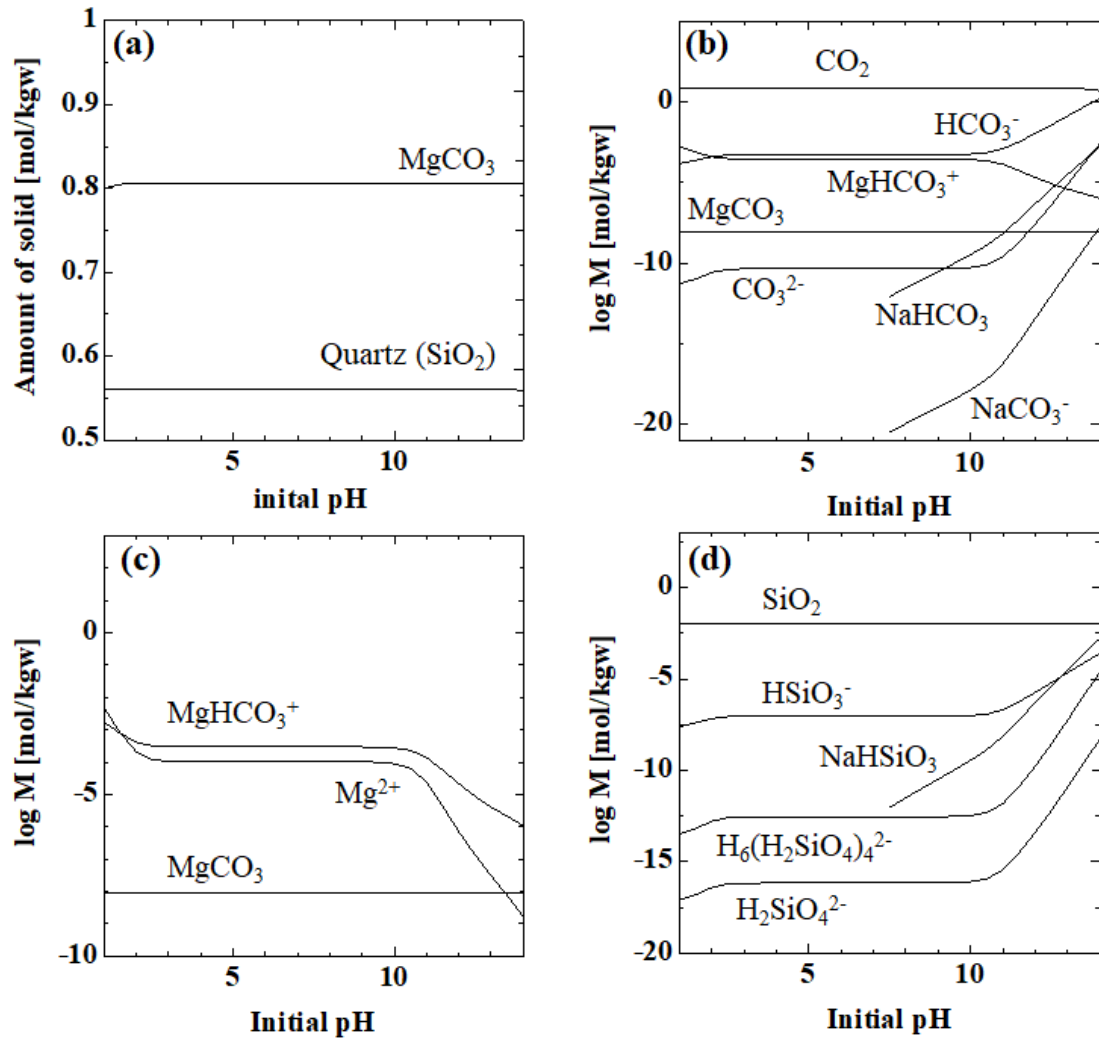 (a)
Amount of solid [mol/kgw]
1
0.9
0.8
0.7
0.6
0.5
MgCO₃
Quartz (SiO₂)
5
10
inital pH
(b)
log M [mol/kgw]
0
-10
-20
CO₂
HCO₃⁻
MgHCO₃⁺
MgCO₃
CO₃²⁻
NaHCO₃
NaCO₃⁻
5
10
Initial pH
(c)
log M [mol/kgw]
0
-5
-10
MgHCO₃⁺
Mg²⁺
MgCO₃
5
10
Initial pH
(d)
log M [mol/kgw]
0
-5
-10
-15
-20
SiO₂
HSiO₃⁻
NaHSiO₃
H₆(H₂SiO₄)₄²⁻
H₂SiO₄²⁻
5
10
Initial pH